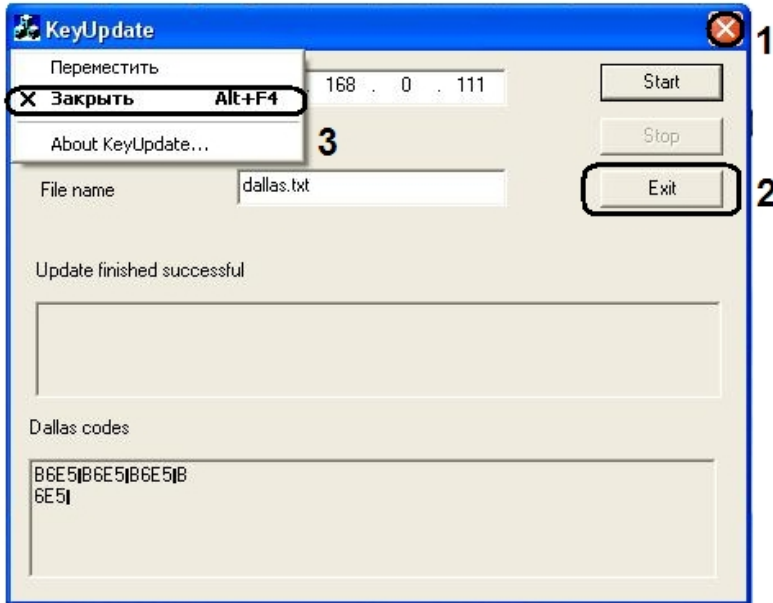 KeyUpdate
1
Переместить
Закрыть Alt+F4
About KeyUpdate...
168 . 0 . 111
Start
3
Stop
File name
dallas.txt
Exit
2
Update finished successful
Dallas codes
B6E5|B6E5|B6E5|B
6E5|